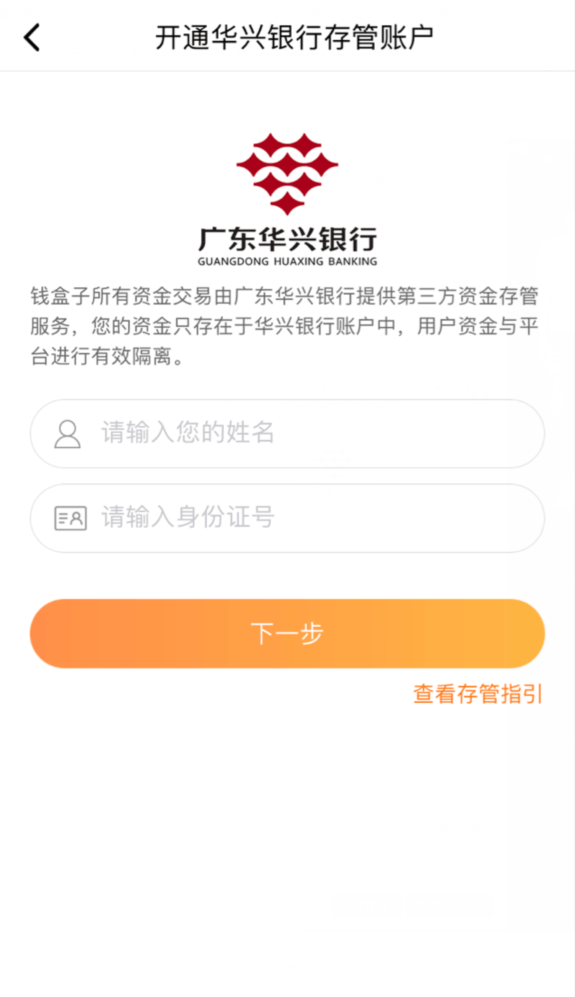 开通华兴银行存管账户
广东华兴银行
GUANGDONG HUAXING BANKING
钱盒子所有资金交易由广东华兴银行提供第三方资金存管
服务，您的资金只存在于华兴银行账户中，用户资金与平
台进行有效隔离。
请输入您的姓名
请输入身份证号
下一步
查看存管指引